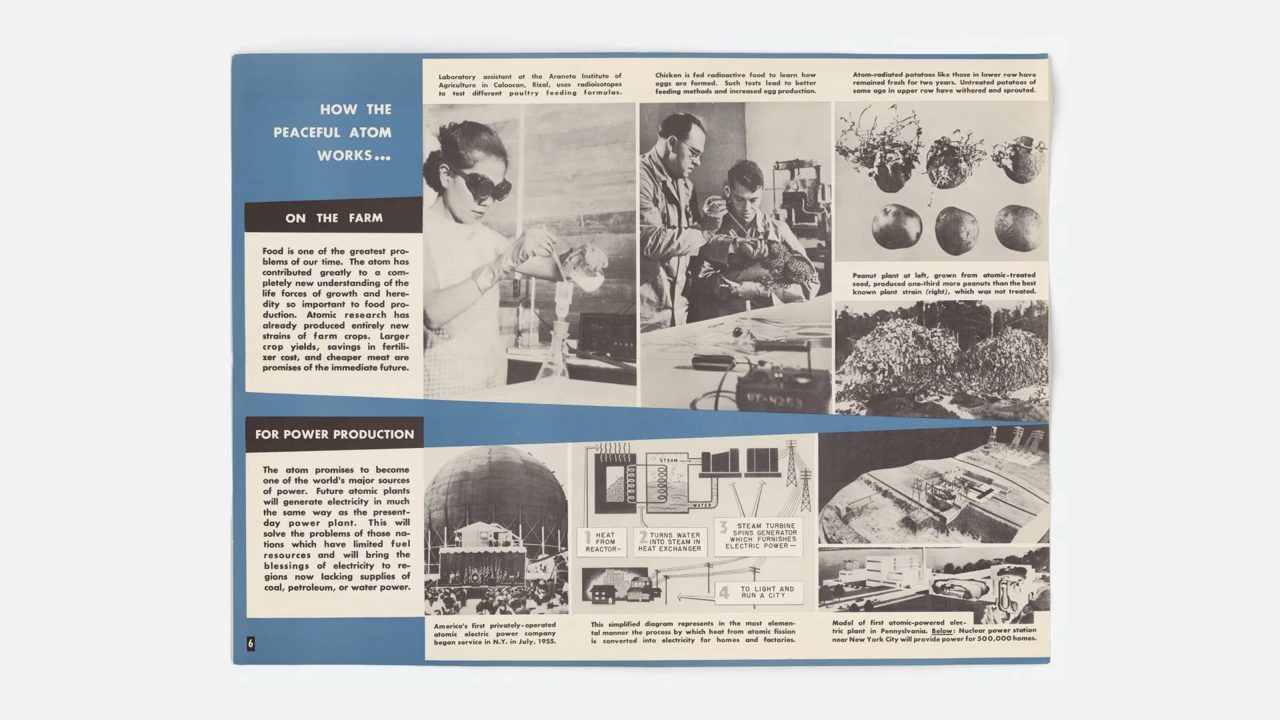 HOW THE
PEACEFUL ATOM
WORKS...
ON THE FARM
Food is one of the greatest pro-
blems of our time. The atom has
contributed greatly to a com-
pletely new understanding of the
life forces of growth and here-
dity so important to food pro-
duction. Atomic research has
already produced entirely new
strains of farm crops. Larger
crop yields, savings in fertili-
zer cost, and cheaper meat are
promises of the immediate future.
Laboratory assistant at the Araneta Institute of
Agriculture in Caloocan, Rizal, uses radioisotopes
to test different poultry feeding formulas.
Chicken is fed radioactive food to learn how
eggs are formed. Such tests lead to better
feeding methods and increased egg production.
Atom-radiated potatoes like those in lower row have
remained fresh for two years. Untreated potatoes of
same age in upper row have withered and sprouted.
Peanut plant at left, grown from atomic-treated
seed, produced one-third more peanuts than the best
known plant strain (right), which was not treated.
FOR POWER PRODUCTION
The atom promises to become
one of the world's major sources
of power. Future atomic plants
will generate electricity in much
the same way as the present-
day power plant. This will
solve the problems of those na-
tions which have limited fuel
resources and will bring the
blessings of electricity to re-
gions now lacking supplies of
coal, petroleum, or water power.
STEAM
WATER
1 HEAT
FROM
REACTOR—
2 TURNS WATER
INTO STEAM IN
HEAT EXCHANGER
3 STEAM TURBINE
SPINS GENERATOR
WHICH FURNISHES
ELECTRIC POWER—
4 TO LIGHT AND
RUN A CITY
America's first privately-operated
atomic electric power company
began service in N.Y. in July, 1955.
This simplified diagram represents in the most elemen-
tal manner the process by which heat from atomic fission
is converted into electricity for homes and factories.
Model of first atomic-powered elec-
tric plant in Pennsylvania. Below: Nuclear power station
near New York City will provide power for 500,000 homes.
6